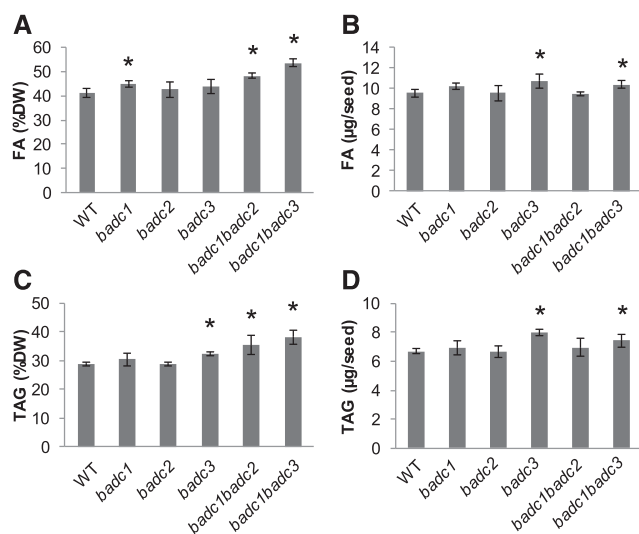 A
FA (%DW)
60
50
40
30
20
10
0
*
*
*
WT
badc1
badc2
badc3
badc1badc2
badc1badc3
B
FA (µg/seed)
14
12
10
8
6
4
2
0
*
*
WT
badc1
badc2
badc3
badc1badc2
badc1badc3
C
TAG (%DW)
50
40
30
20
10
0
*
*
*
WT
badc1
badc2
badc3
badc1badc2
badc1badc3
D
TAG (µg/seed)
10
8
6
4
2
0
*
*
WT
badc1
badc2
badc3
badc1badc2
badc1badc3